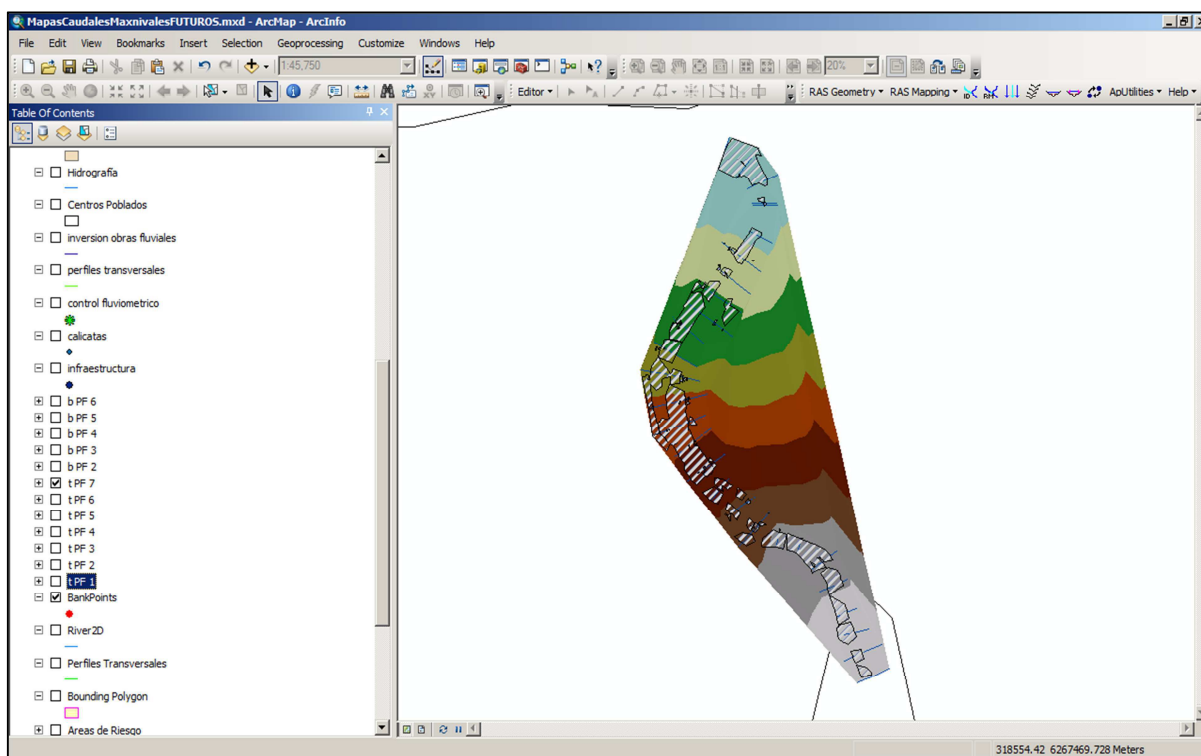 MapasCaudalesMaxnivalesFUTUROS.mxd - ArcMap - ArcInfo
File Edit View Bookmarks Insert Selection Geoprocessing Customize Windows Help
1:45,750 20%
Editor RAS Geometry RAS Mapping ApUtilities Help
Table Of Contents
Hidrografía
Centros Poblados
inversion obras fluviales
perfiles transversales
control fluviometrico
calicatas
infraestructura
b PF 6
b PF 5
b PF 4
b PF 3
b PF 2
t PF 7
t PF 6
t PF 5
t PF 4
t PF 3
t PF 2
t PF 1
BankPoints
River2D
Perfiles Transversales
Bounding Polygon
Areas de Riesgo
318554.42 6267469.728 Meters